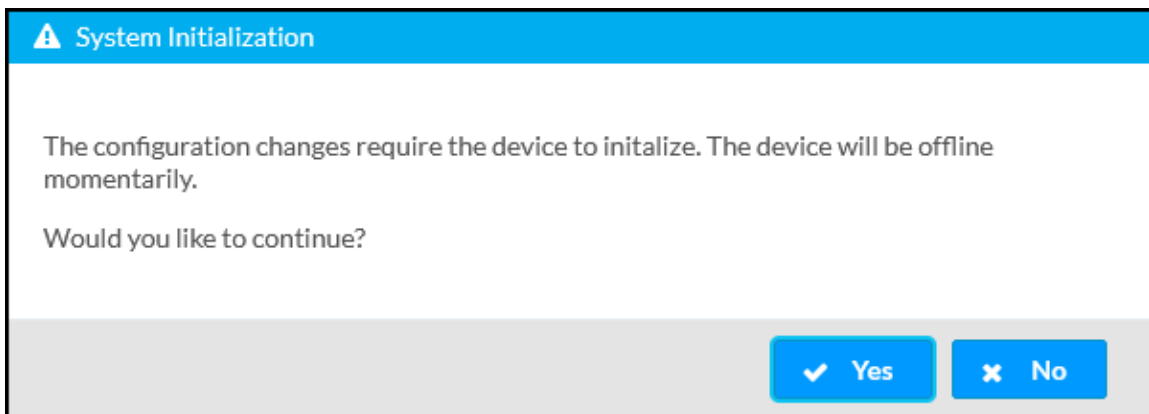 System Initialization
The configuration changes require the device to initalize. The device will be offline
momentarily.
Would you like to continue?
Yes
No